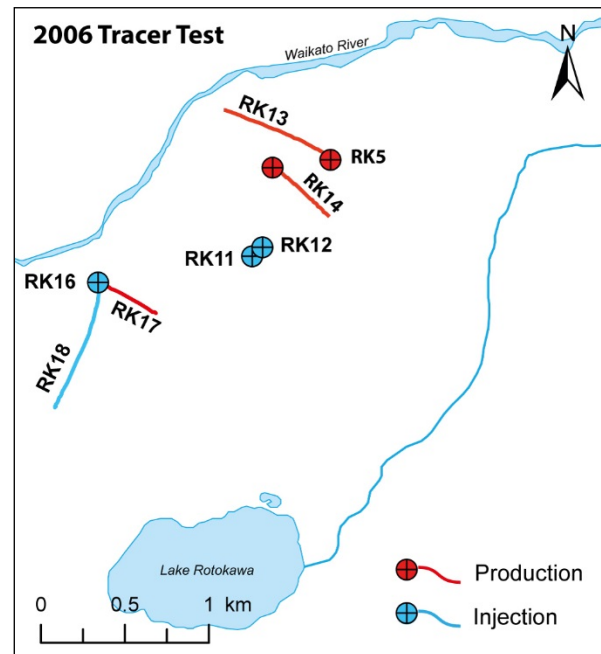 2006 Tracer Test
Waikato River
N
RK13
RK5
RK14
RK12
RK11
RK16
RK17
RK18
Lake Rotokawa
Production
Injection
0 0.5 1 km